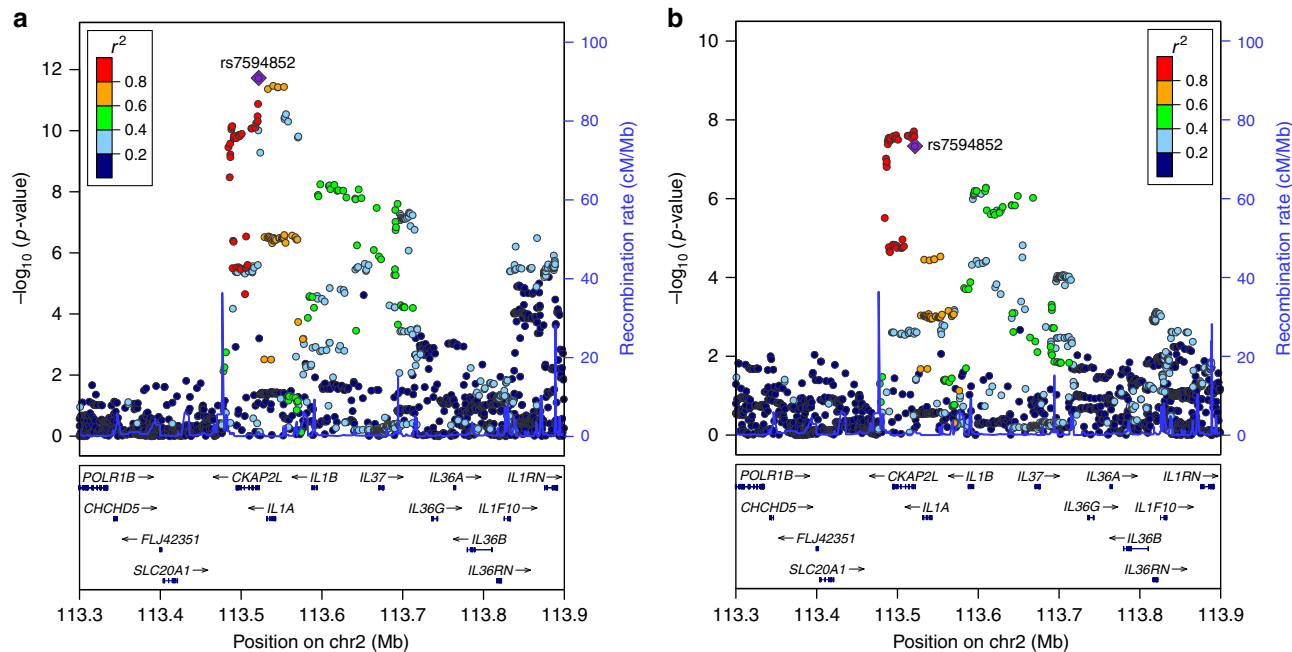 a
12
10
8
6
4
2
0
−log10 (p-value)
r2
0.8
0.6
0.4
0.2
rs7594852
100
80
60
40
20
0
Recombination rate (cM/Mb)
POLR1B → ← CKAP2L ← IL1B IL37 → IL36A → IL1RN →
CHCHD5 → ← IL1A IL36G → IL1F10 →
← FLJ42351 ← IL36B
SLC20A1 → IL36RN →
113.3 113.4 113.5 113.6 113.7 113.8 113.9
Position on chr2 (Mb)
b
10
8
6
4
2
0
−log10 (p-value)
r2
0.8
0.6
0.4
0.2
rs7594852
100
80
60
40
20
0
Recombination rate (cM/Mb)
POLR1B → ← CKAP2L ← IL1B IL37 → IL36A → IL1RN →
CHCHD5 → ← IL1A IL36G → IL1F10 →
← FLJ42351 ← IL36B
SLC20A1 → IL36RN →
113.3 113.4 113.5 113.6 113.7 113.8 113.9
Position on chr2 (Mb)